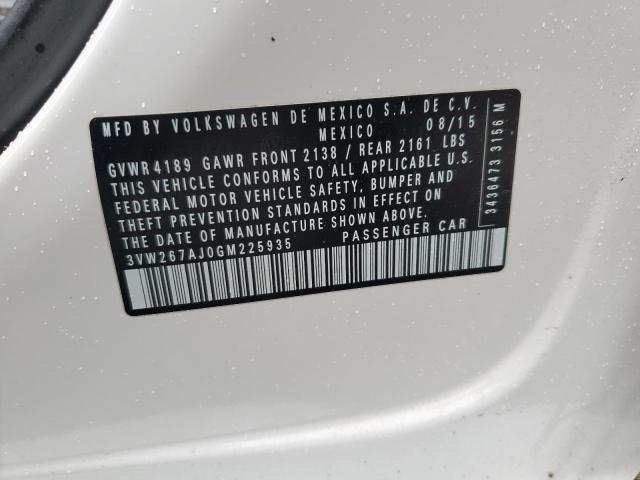 MFD BY VOLKSWAGEN DE MEXICO S.A. DE C.V.
MEXICO 08/15
GVWR 4189 GAWR FRONT 2138 / REAR 2161 LBS
THIS VEHICLE CONFORMS TO ALL APPLICABLE U.S.
FEDERAL MOTOR VEHICLE SAFETY, BUMPER AND
THEFT PREVENTION STANDARDS IN EFFECT ON
THE DATE OF MANUFACTURE SHOWN ABOVE.
3VW267AJ0GM225935 PASSENGER CAR
3436473 3156 M